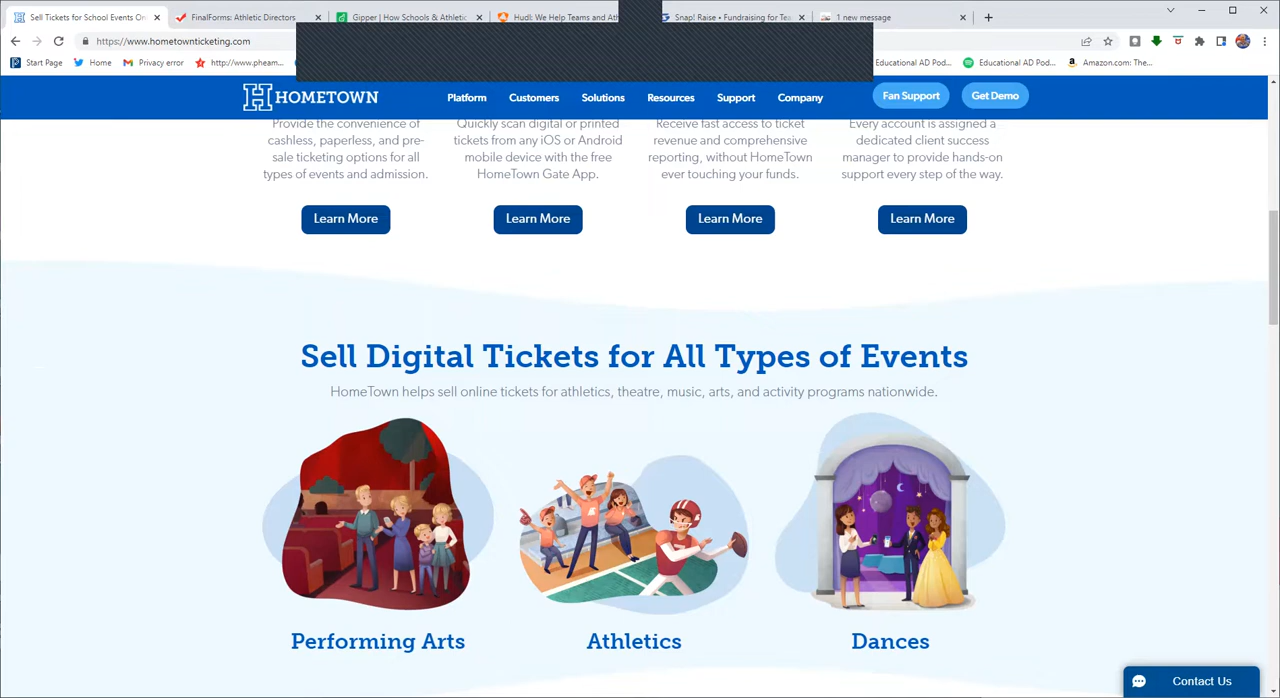 Sell Tickets for School Events On
FinalForms: Athletic Directors
Gipper | How Schools & Athletic
Hudl: We Help Teams and Ath
Snap! Raise • Fundraising for Tea
1 new message
https://www.hometownticketing.com
Start Page
Home
Privacy error
http://www.pheam...
Educational AD Pod...
Educational AD Pod...
Amazon.com: The...
HOMETOWN
Platform
Customers
Solutions
Resources
Support
Company
Fan Support
Get Demo
Provide the convenience of
cashless, paperless, and pre-
sale ticketing options for all
types of events and admission.
Learn More
Quickly scan digital or printed
tickets from any iOS or Android
mobile device with the free
HomeTown Gate App.
Learn More
Receive fast access to ticket
revenue and comprehensive
reporting, without HomeTown
ever touching your funds.
Learn More
Every account is assigned a
dedicated client success
manager to provide hands-on
support every step of the way.
Learn More
Sell Digital Tickets for All Types of Events
HomeTown helps sell online tickets for athletics, theatre, music, arts, and activity programs nationwide.
Performing Arts
Athletics
Dances
Contact Us